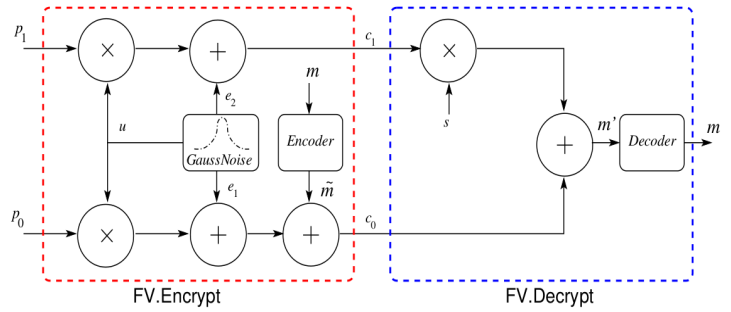 p1 × + c1 ×
m
e2
u GaussNoise Encoder s
+ m' Decoder m
e1 m̃
p0 × + + c0
FV.Encrypt FV.Decrypt